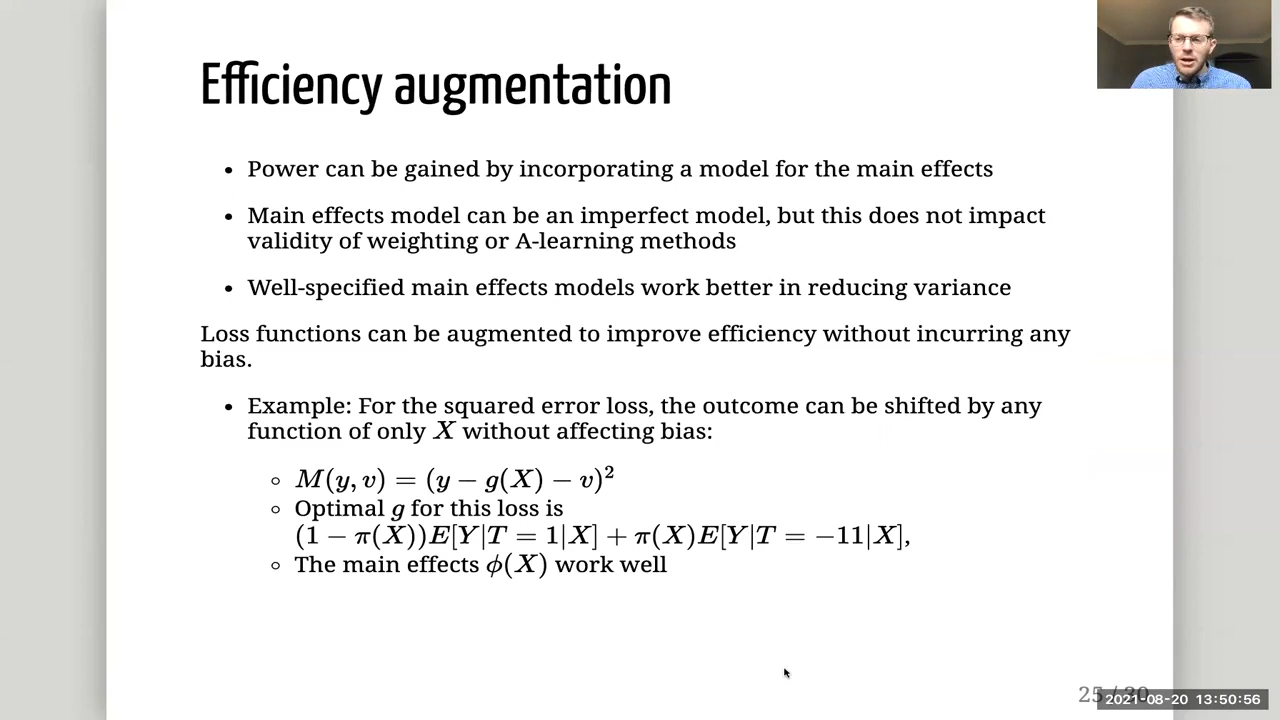 Efficiency augmentation
• Power can be gained by incorporating a model for the main effects
• Main effects model can be an imperfect model, but this does not impact
validity of weighting or A-learning methods
• Well-specified main effects models work better in reducing variance
Loss functions can be augmented to improve efficiency without incurring any
bias.
• Example: For the squared error loss, the outcome can be shifted by any
function of only X without affecting bias:
◦ M(y, v) = (y − g(X) − v)²
◦ Optimal g for this loss is
(1 − π(X))E[Y|T = 1|X] + π(X)E[Y|T = −11|X],
◦ The main effects ϕ(X) work well
25 / 30
2021-08-20 13:50:56